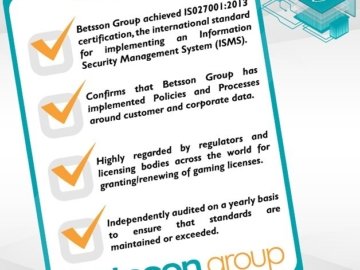 Betsson Group achieved IS027001:2013
certification, the international standard
for implementing an Information
Security Management System (ISMS).
Confirms that Betsson Group has
implemented Policies and Processes
around customer and corporate data.
Highly regarded by regulators and
licensing bodies across the world for
granting/renewing of gaming licenses.
Independently audited on a yearly basis
to ensure that standards are
maintained or exceeded.
betsson group